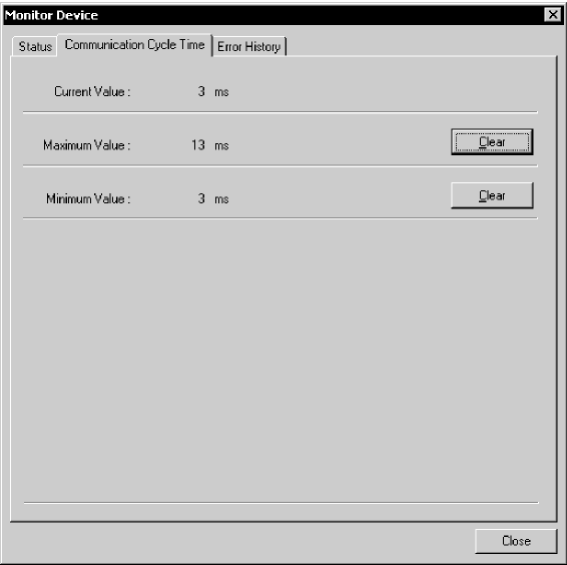 Monitor Device
Status Communication Cycle Time Error History
Current Value : 3 ms
Maximum Value : 13 ms Clear
Minimum Value : 3 ms Clear
Close